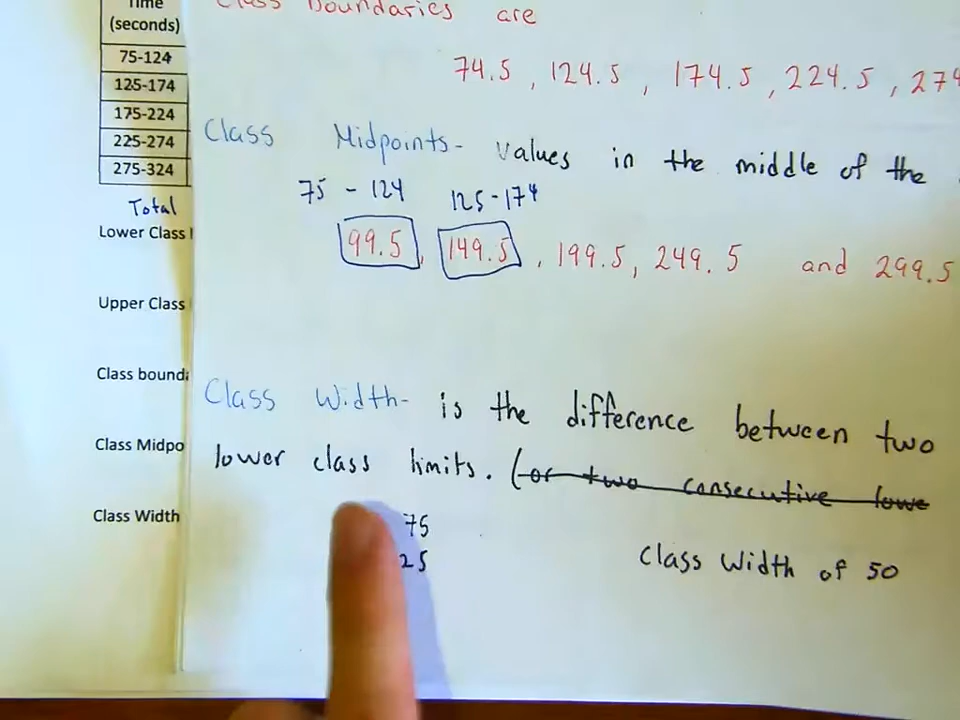 Time
(seconds)
75-124
125-174
175-224
225-274
275-324
Total
Lower Class
Upper Class
Class bounda
Class Midpo
Class Width
Class Boundaries are
74.5 , 124.5 , 174.5 , 224.5 , 274
Class Midpoints- values in the middle of the
75 - 124 125-174
99.5 , 149.5 , 199.5 , 249.5 and 299.5
Class Width- is the difference between two
lower class limits. (or two consecutive lowe
75
25
Class Width of 50